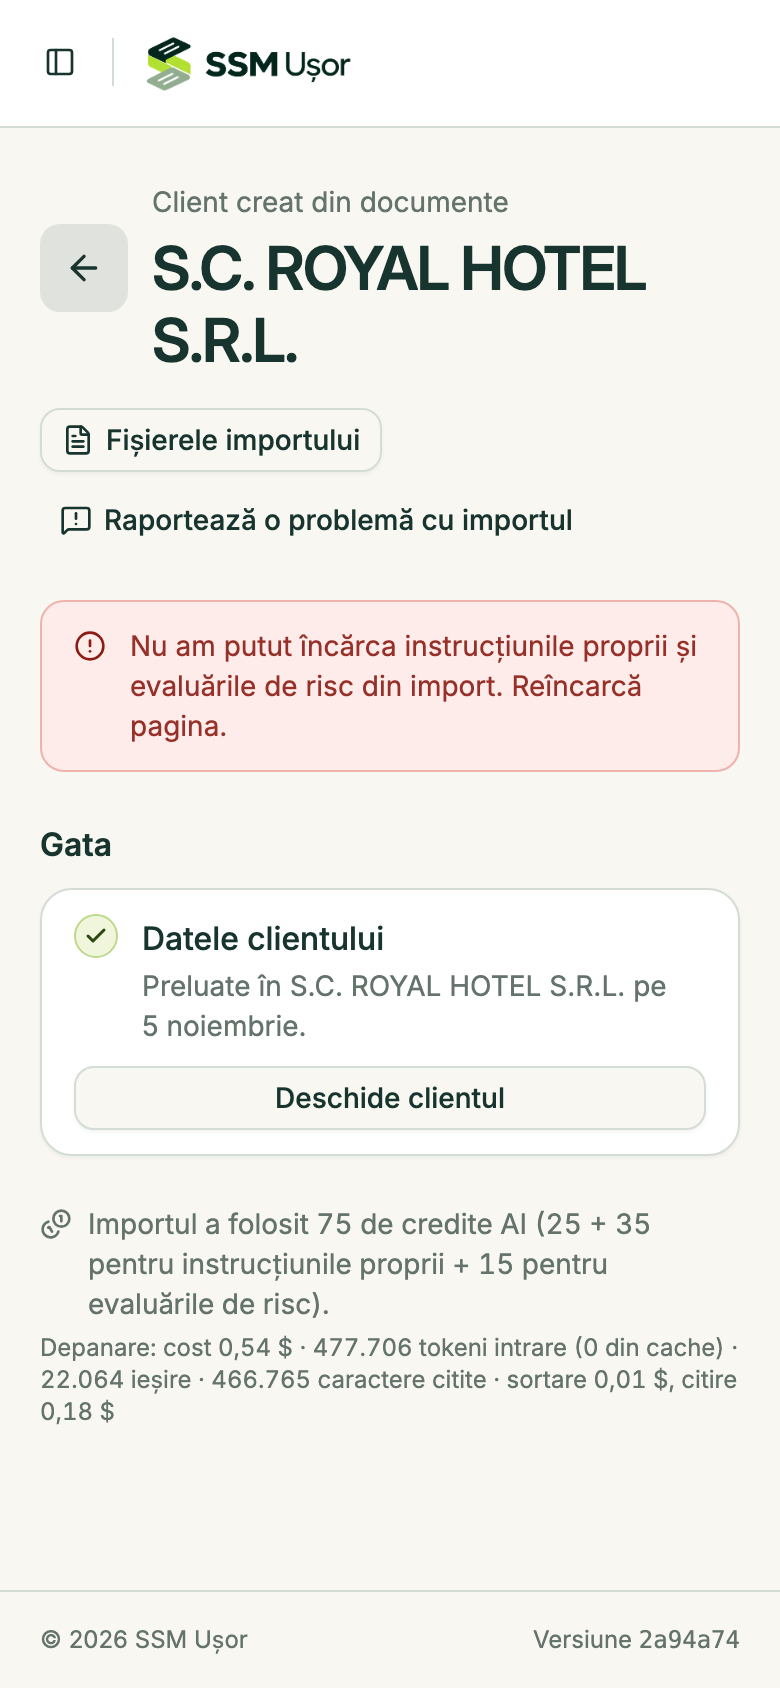 SSM Ușor
Client creat din documente
S.C. ROYAL HOTEL
S.R.L.
Fișierele importului
Raportează o problemă cu importul
Nu am putut încărca instrucțiunile proprii și
evaluările de risc din import. Reîncarcă
pagina.
Gata
Datele clientului
Preluate în S.C. ROYAL HOTEL S.R.L. pe
5 noiembrie.
Deschide clientul
Importul a folosit 75 de credite AI (25 + 35
pentru instrucțiunile proprii + 15 pentru
evaluările de risc).
Depanare: cost 0,54 $ · 477.706 tokeni intrare (0 din cache) ·
22.064 ieșire · 466.765 caractere citite · sortare 0,01 $, citire
0,18 $
© 2026 SSM Ușor
Versiune 2a94a74